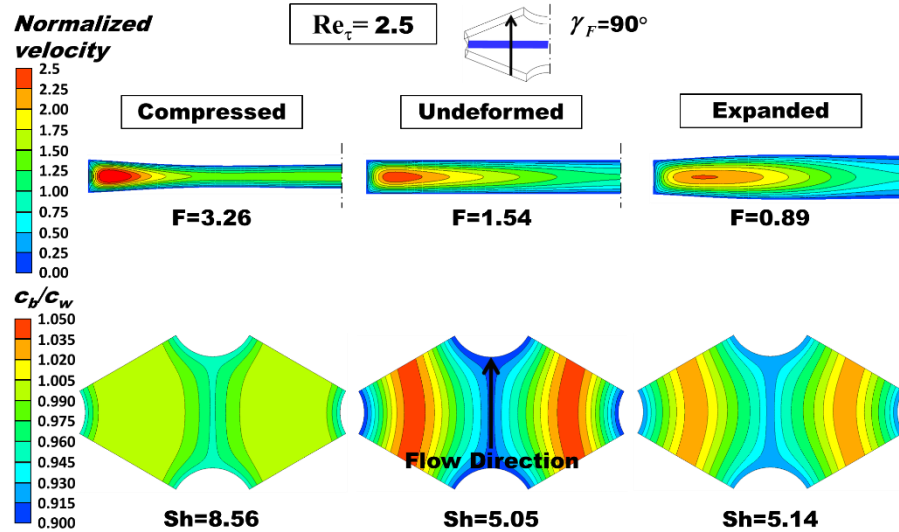 Normalized
velocity
Re_τ= 2.5
γ_F=90°
Compressed
Undeformed
Expanded
2.5
2.00
1.75
1.50
1.25
1.00
0.75
0.50
0.25
0.00
F=3.26
F=1.54
F=0.89
c_b/c_w
1.050
1.035
1.020
1.005
0.990
0.975
0.960
0.945
0.930
0.915
0.900
Flow Direction
Sh=8.56
Sh=5.05
Sh=5.14